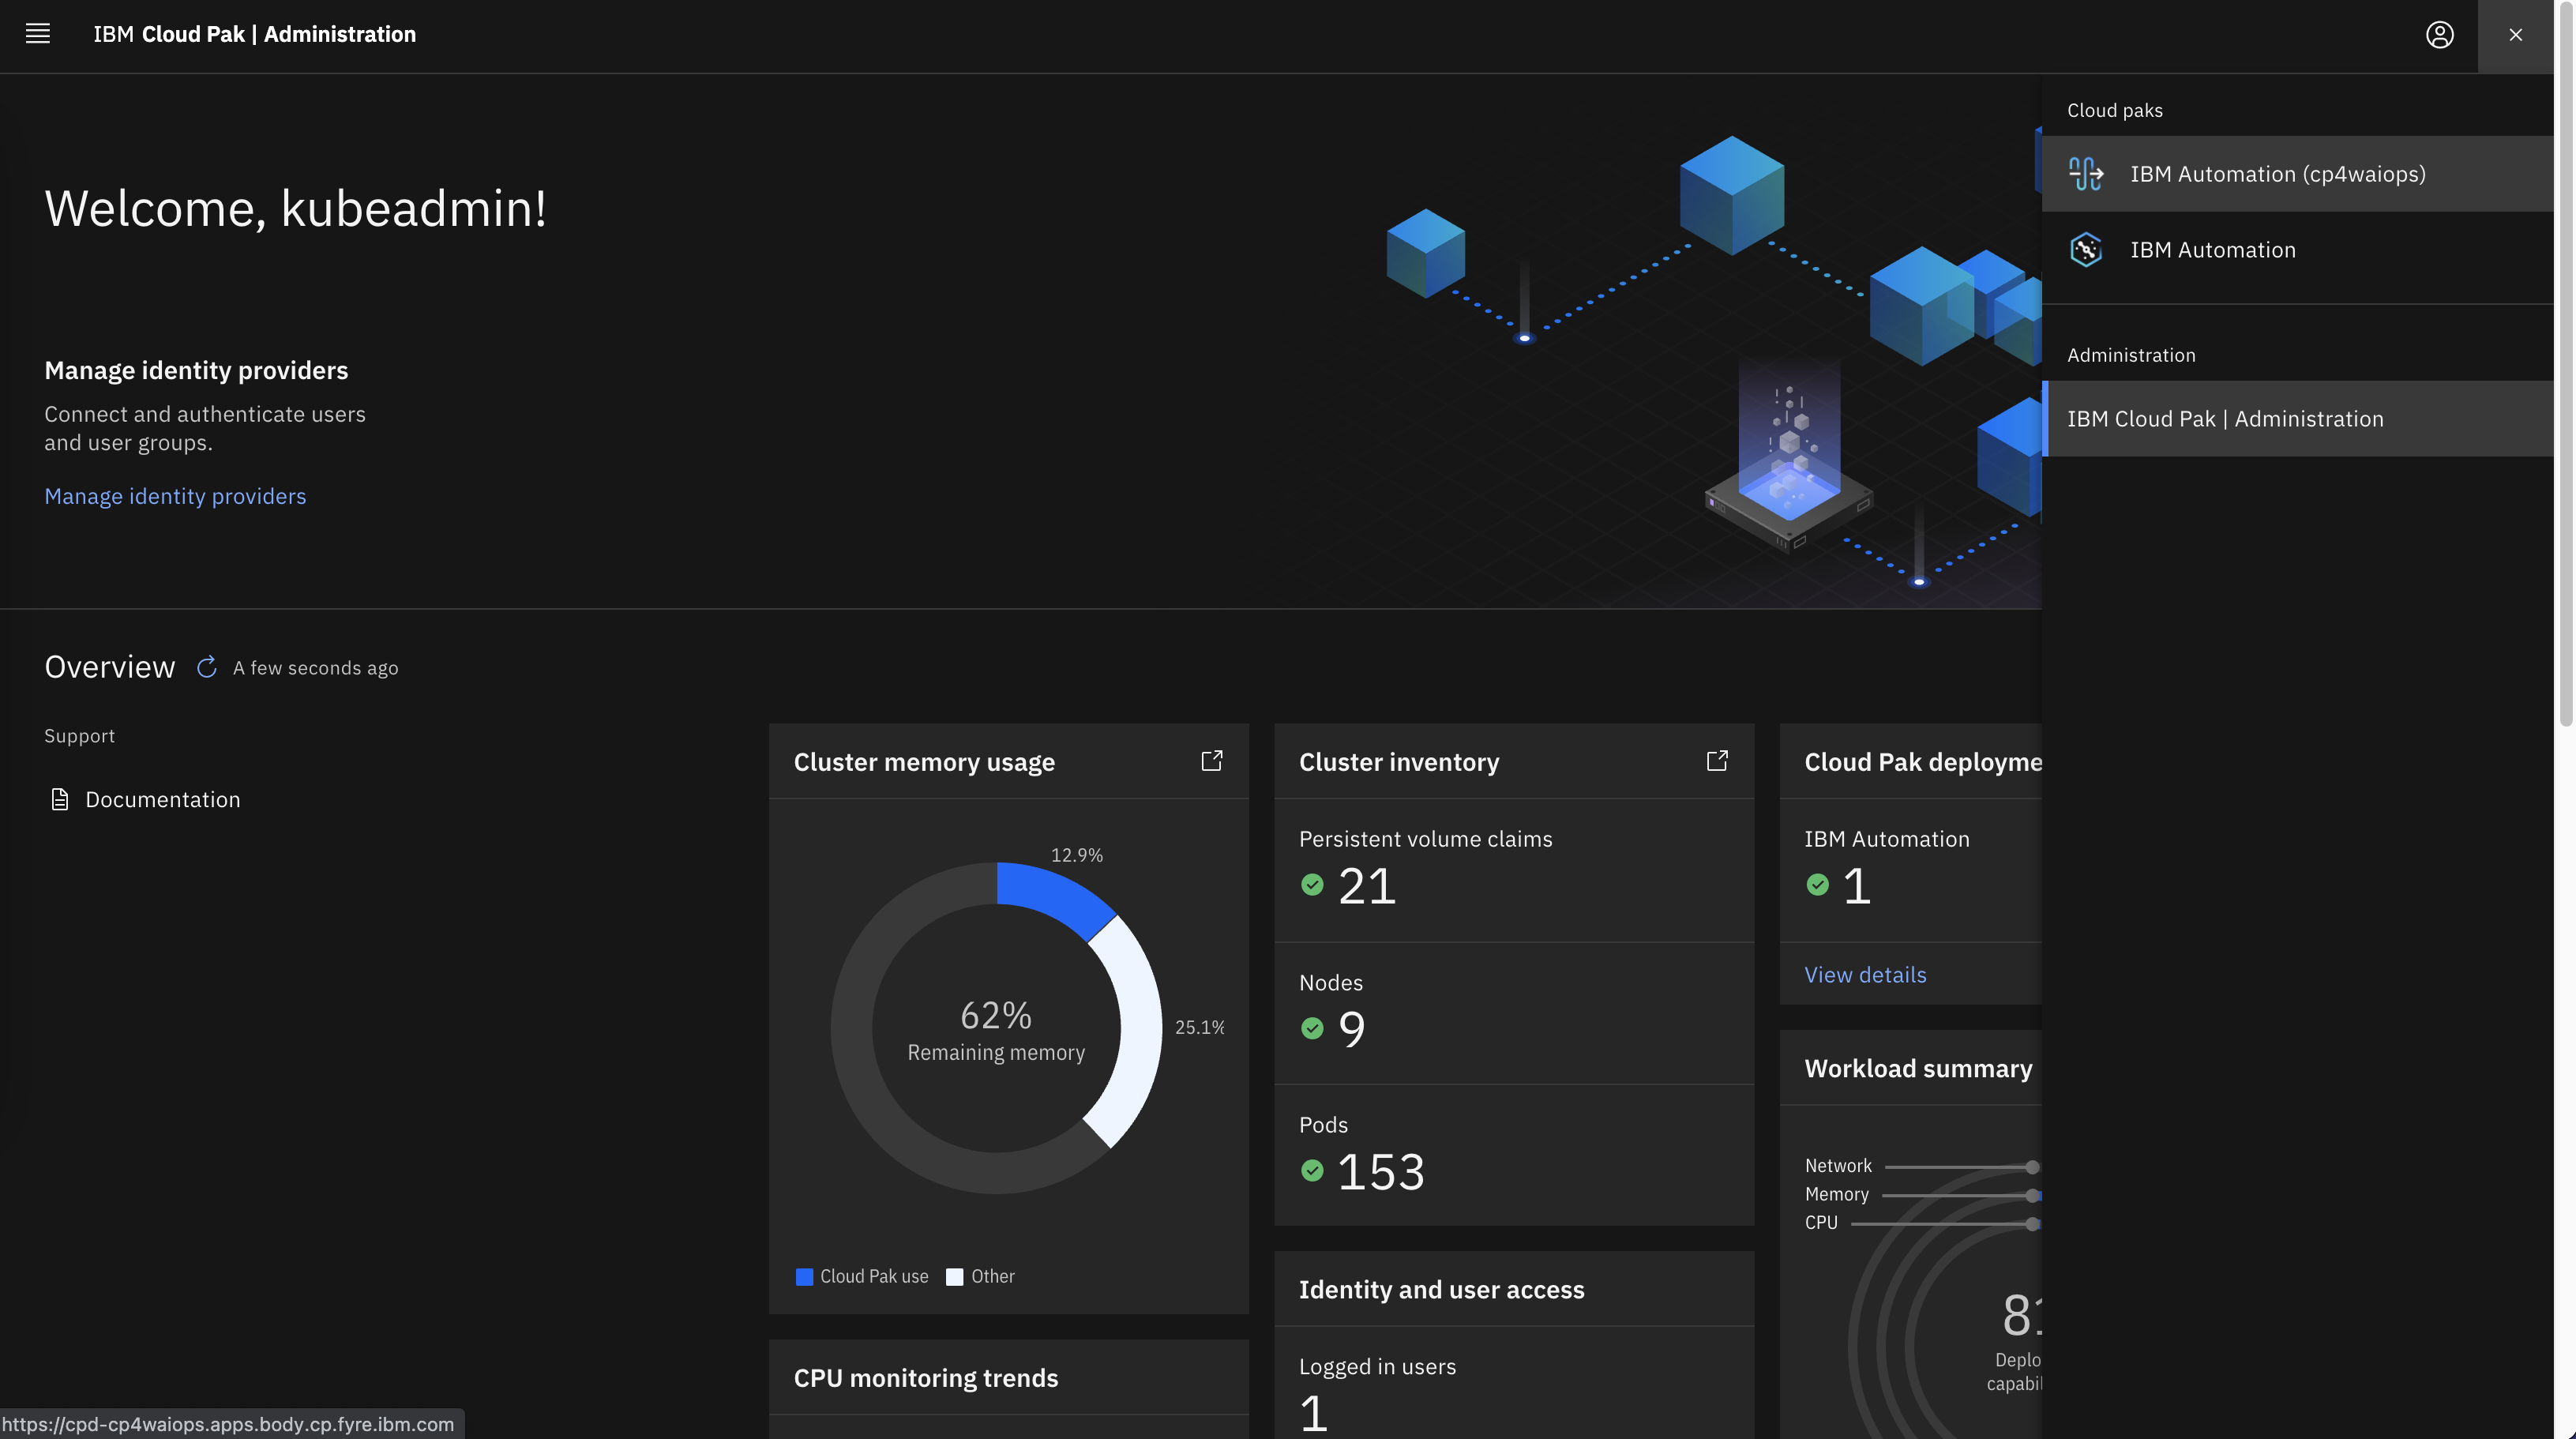 IBM Cloud Pak | Administration
Welcome, kubeadmin!
Manage identity providers
Connect and authenticate users
and user groups.
Manage identity providers
Cloud paks
IBM Automation (cp4waiops)
IBM Automation
Administration
IBM Cloud Pak | Administration
Overview
A few seconds ago
Support
Documentation
Cluster memory usage
12.9%
25.1%
62%
Remaining memory
Cloud Pak use
Other
CPU monitoring trends
Cluster inventory
Persistent volume claims
21
Nodes
9
Pods
153
Identity and user access
Logged in users
1
Cloud Pak deployme
IBM Automation
1
View details
Workload summary
Network
Memory
CPU
81
Deplo
capabil
https://cpd-cp4waiops.apps.body.cp.fyre.ibm.com